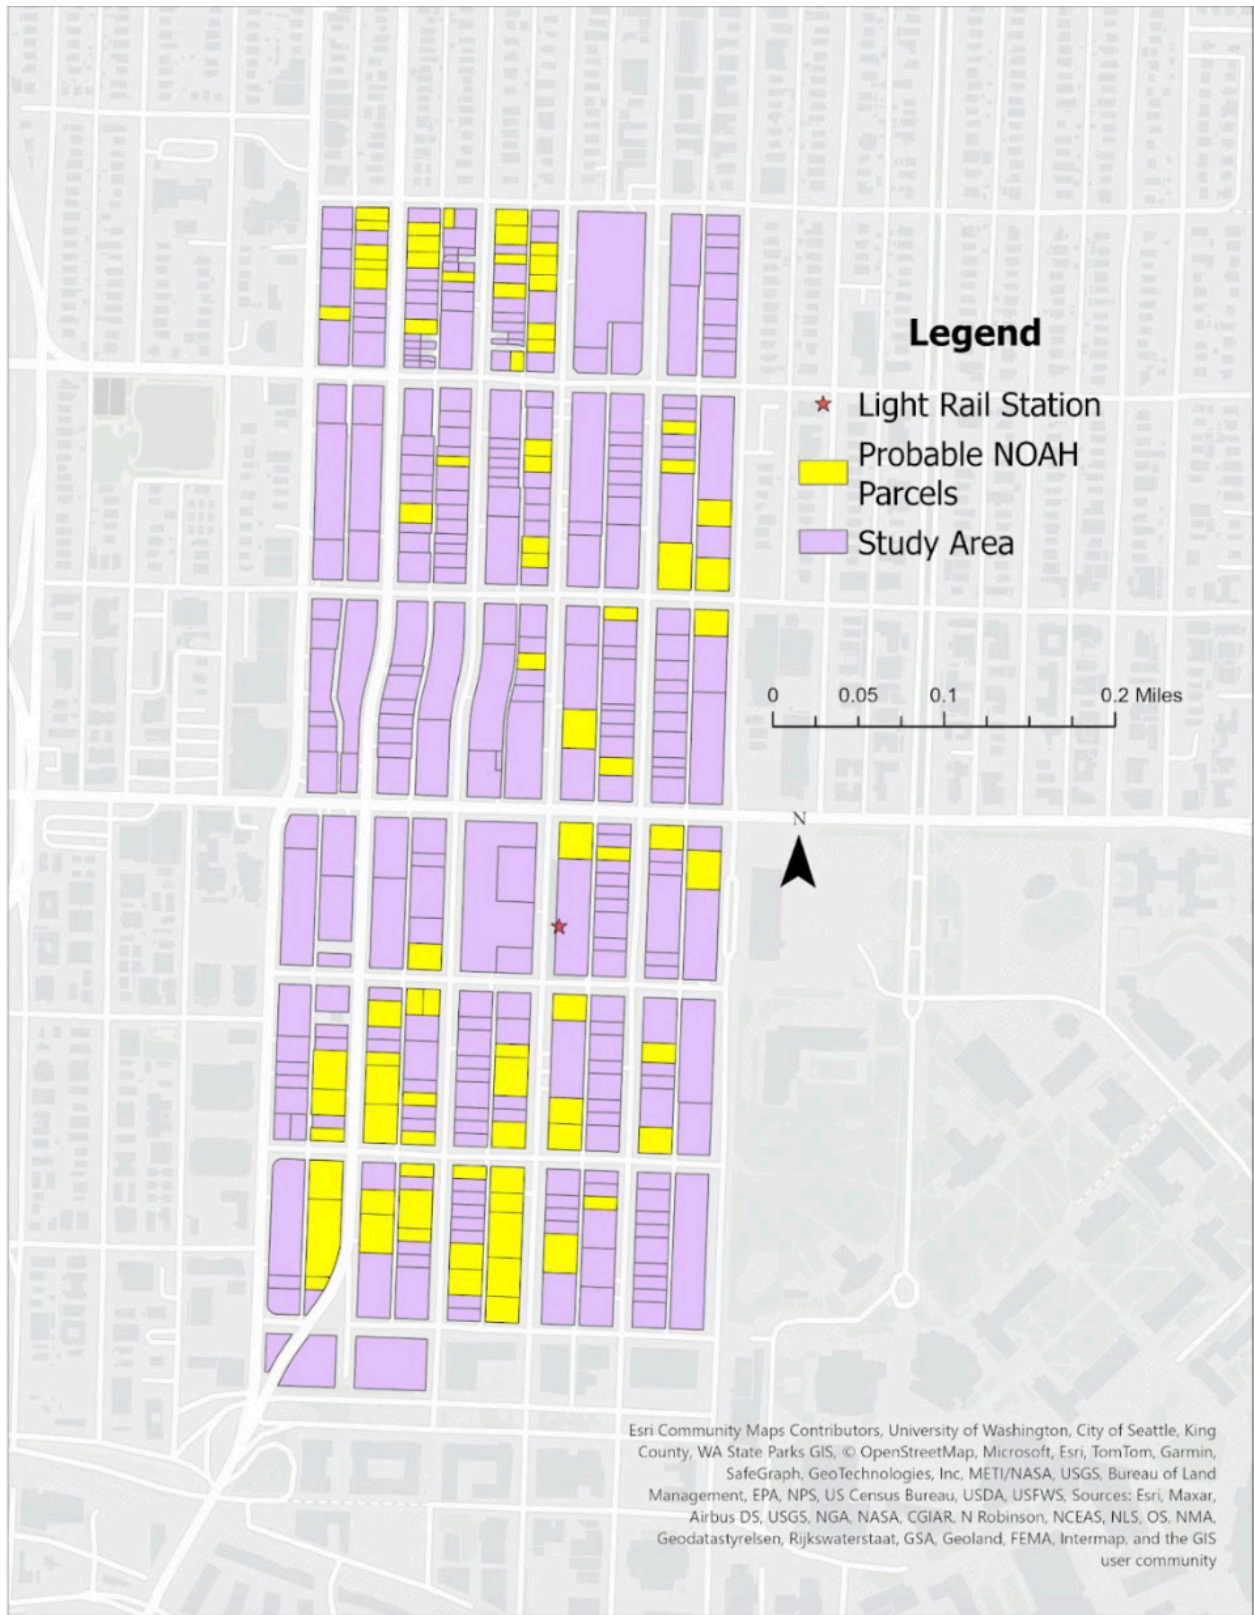 Legend
Light Rail Station
Probable NOAH
Parcels
Study Area
0 0.05 0.1 0.2 Miles
N
Esri Community Maps Contributors, University of Washington, City of Seattle, King
County, WA State Parks GIS, © OpenStreetMap, Microsoft, Esri, TomTom, Garmin,
SafeGraph, GeoTechnologies, Inc, METI/NASA, USGS, Bureau of Land
Management, EPA, NPS, US Census Bureau, USDA, USFWS, Sources: Esri, Maxar,
Airbus DS, USGS, NGA, NASA, CGIAR, N Robinson, NCEAS, NLS, OS, NMA,
Geodatastyrelsen, Rijkswaterstaat, GSA, Geoland, FEMA, Intermap, and the GIS
user community